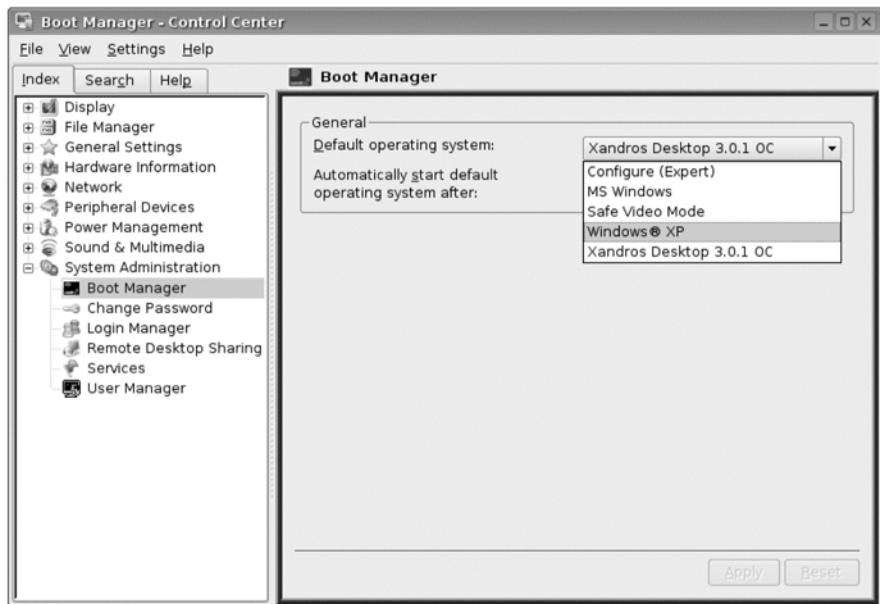 Boot Manager - Control Center
File View Settings Help
Index Search Help
Display
File Manager
General Settings
Hardware Information
Network
Peripheral Devices
Power Management
Sound & Multimedia
System Administration
Boot Manager
Change Password
Login Manager
Remote Desktop Sharing
Services
User Manager
Boot Manager
General
Default operating system:
Xandros Desktop 3.0.1 OC
Automatically start default
operating system after:
Configure (Expert)
MS Windows
Safe Video Mode
Windows® XP
Xandros Desktop 3.0.1 OC
Apply Reset